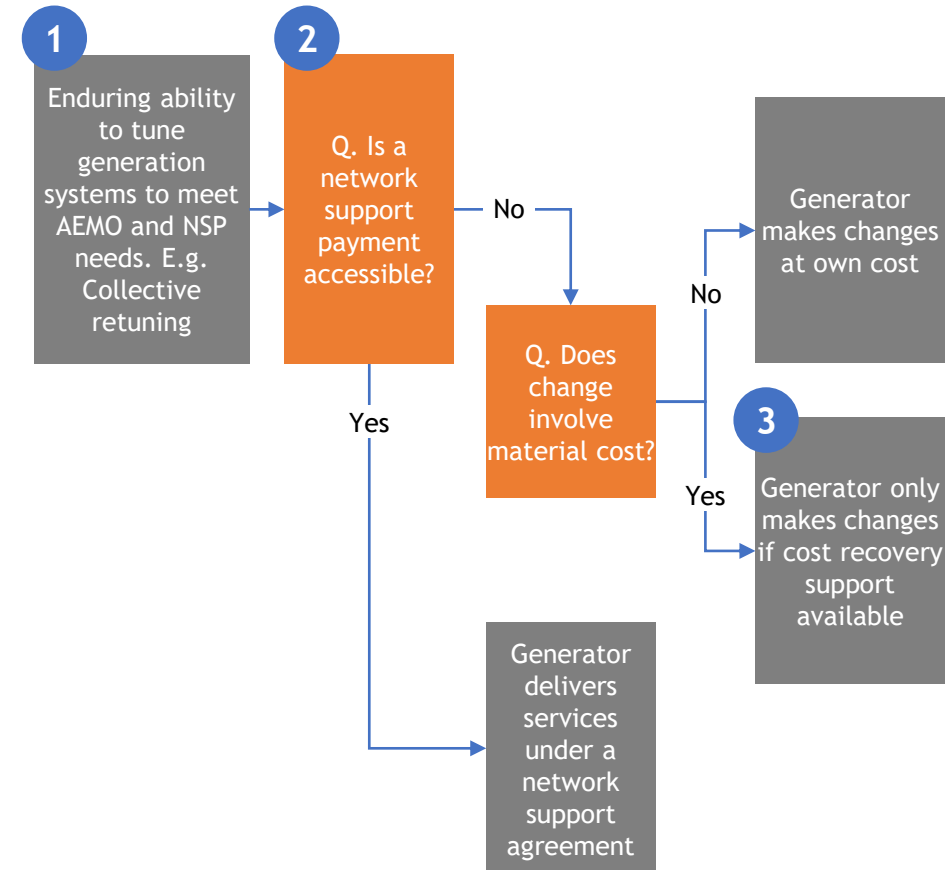 1
Enduring ability
to tune
generation
systems to meet
AEMO and NSP
needs. E.g.
Collective
retuning
2
Q. Is a
network
support
payment
accessible?
No
Yes
Q. Does
change
involve
material cost?
No
Yes
Generator
makes changes
at own cost
3
Generator only
makes changes
if cost recovery
support
available
Generator
delivers
services
under a
network
support
agreement